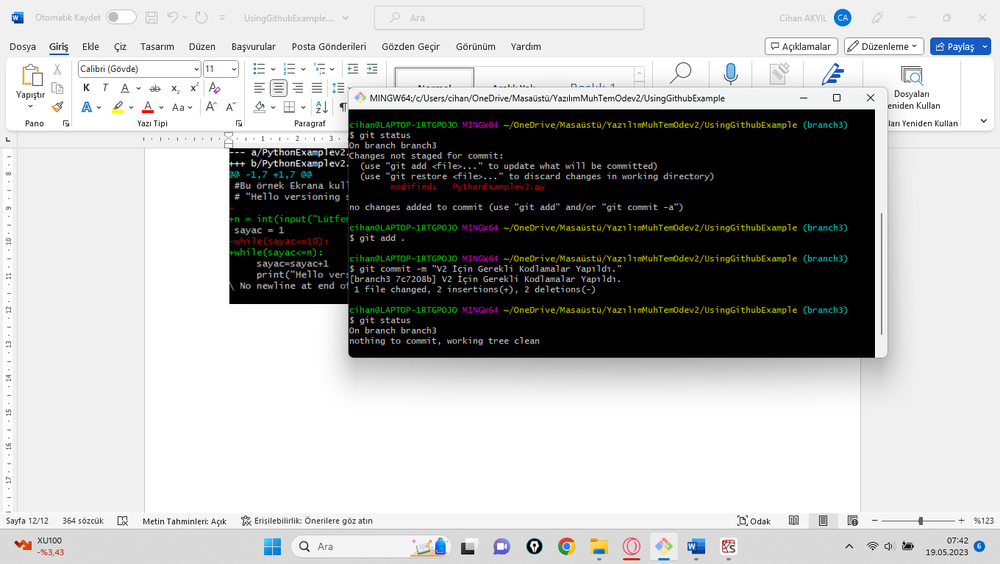 Otomatik Kaydet
UsingGithubExample....
Ara
Cihan AKYIL
CA
Dosya
Giriş
Ekle
Çiz
Tasarım
Düzen
Başvurular
Posta Gönderileri
Gözden Geçir
Görünüm
Yardım
Açıklamalar
Düzenleme
Paylaş
Yapıştır
Pano
Calibri (Gövde)
11
Yazı Tipi
Paragraf
Dosyaları
eniden Kullan
ları Yeniden Kullan
MINGW64:/c/Users/cihan/OneDrive/Masaüstü/YazılımMuhTemOdev2/UsingGithubExample
cihan@LAPTOP-1RTGPOJO MINGW64 ~/OneDrive/Masaüstü/YazılımMuhTemOdev2/UsingGithubExample (branch3)
$ git status
On branch branch3
Changes not staged for commit:
(use "git add <file>..." to update what will be committed)
(use "git restore <file>..." to discard changes in working directory)
modified: PythonExamplev2.py
no changes added to commit (use "git add" and/or "git commit -a")
cihan@LAPTOP-1RTGPOJO MINGW64 ~/OneDrive/Masaüstü/YazılımMuhTemOdev2/UsingGithubExample (branch3)
$ git add .
cihan@LAPTOP-1RTGPOJO MINGW64 ~/OneDrive/Masaüstü/YazılımMuhTemOdev2/UsingGithubExample (branch3)
$ git commit -m "V2 İçin Gerekli Kodlamalar Yapıldı."
[branch3 7c7208b] V2 İçin Gerekli Kodlamalar Yapıldı.
1 file changed, 2 insertions(+), 2 deletions(-)
cihan@LAPTOP-1RTGPOJO MINGW64 ~/OneDrive/Masaüstü/YazılımMuhTemOdev2/UsingGithubExample (branch3)
$ git status
On branch branch3
nothing to commit, working tree clean
--- a/PythonExamplev2.
+++ b/PythonExamplev2.
@@ -1,7 +1,7 @@
#Bu örnek Ekrana kull
# "Hello versioning s
-
+n = int(input("Lütfen
sayac = 1
-while(sayac<=10):
+while(sayac<=n):
sayac=sayac+1
print("Hello vers
\ No newline at end of
Sayfa 12/12
364 sözcük
Metin Tahminleri: Açık
Erişilebilirlik: Önerilere göz atın
Odak
%123
XU100
-%3,43
Ara
07:42
19.05.2023
6